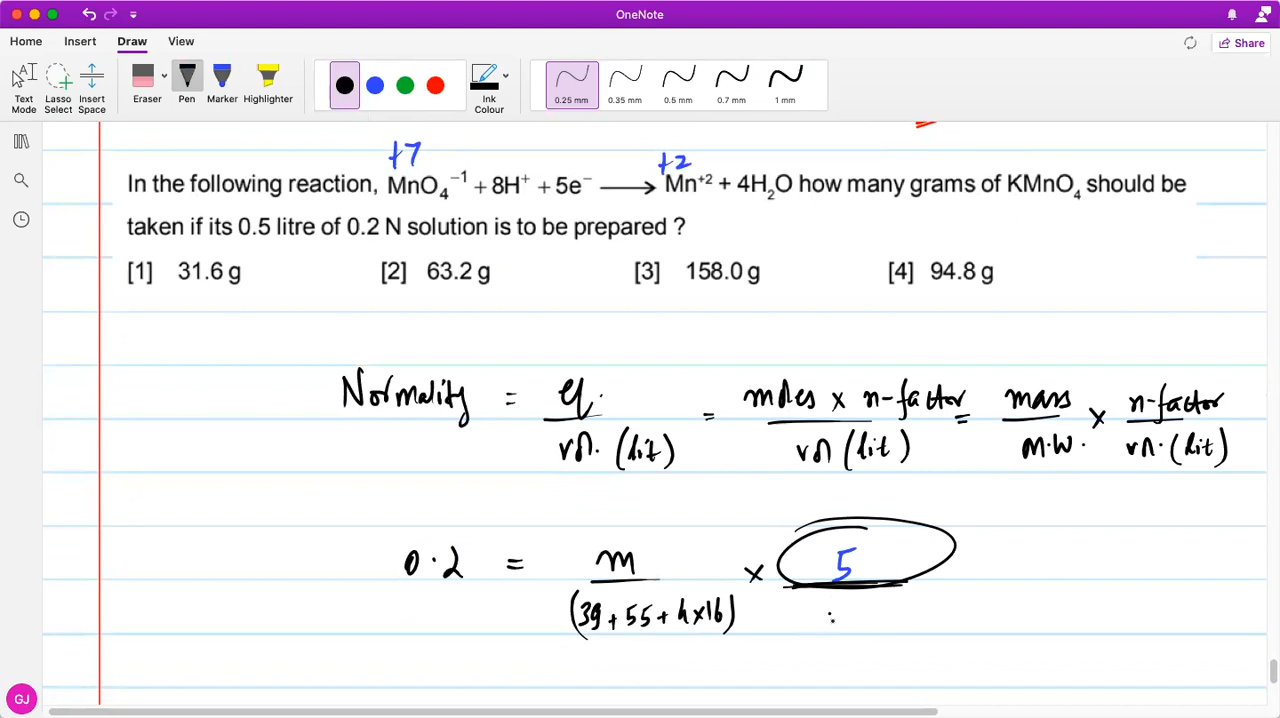 OneNote
Home Insert Draw View
Share
Text Mode
Lasso Select
Insert Space
Eraser
Pen
Marker
Highlighter
Ink Colour
0.25 mm
0.35 mm
0.5 mm
0.7 mm
1 mm
+7 +2
In the following reaction, MnO₄⁻¹ + 8H⁺ + 5e⁻ ⟶ Mn⁺² + 4H₂O how many grams of KMnO₄ should be
taken if its 0.5 litre of 0.2 N solution is to be prepared ?
[1] 31.6 g [2] 63.2 g [3] 158.0 g [4] 94.8 g
Normality = eq. / vol. (lit) = moles x n-factor / vol (lit) = mass / M.W. x n-factor / vol. (lit)
0.2 = m / (39 + 55 + 4x16) x 5
GJ